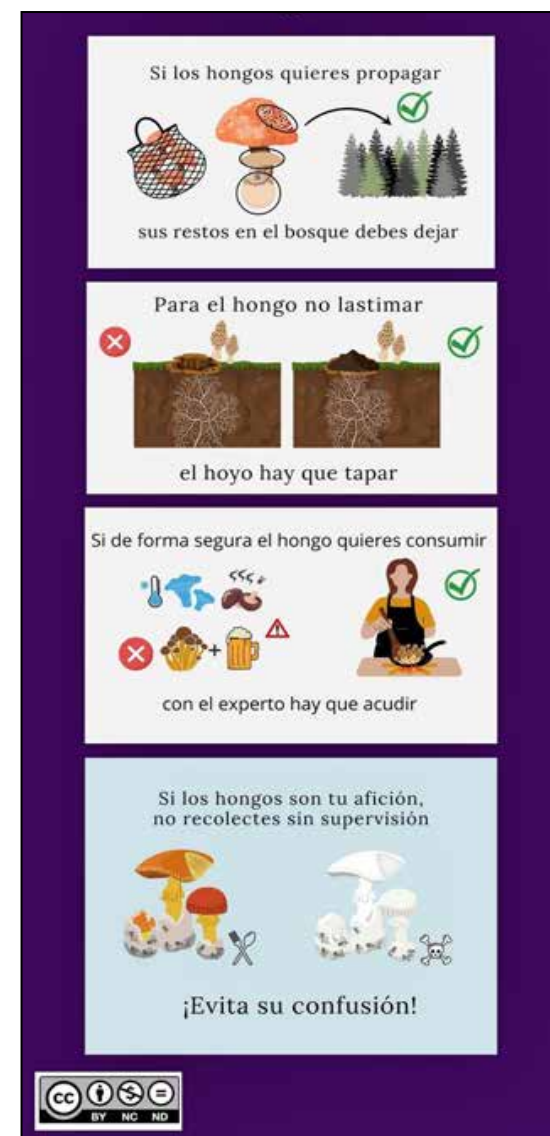 Si los hongos quieres propagar
sus restos en el bosque debes dejar
Para el hongo no lastimar
el hoyo hay que tapar
Si de forma segura el hongo quieres consumir
con el experto hay que acudir
Si los hongos son tu afición,
no recolectes sin supervisión
¡Evita su confusión!
cc
BY NC ND